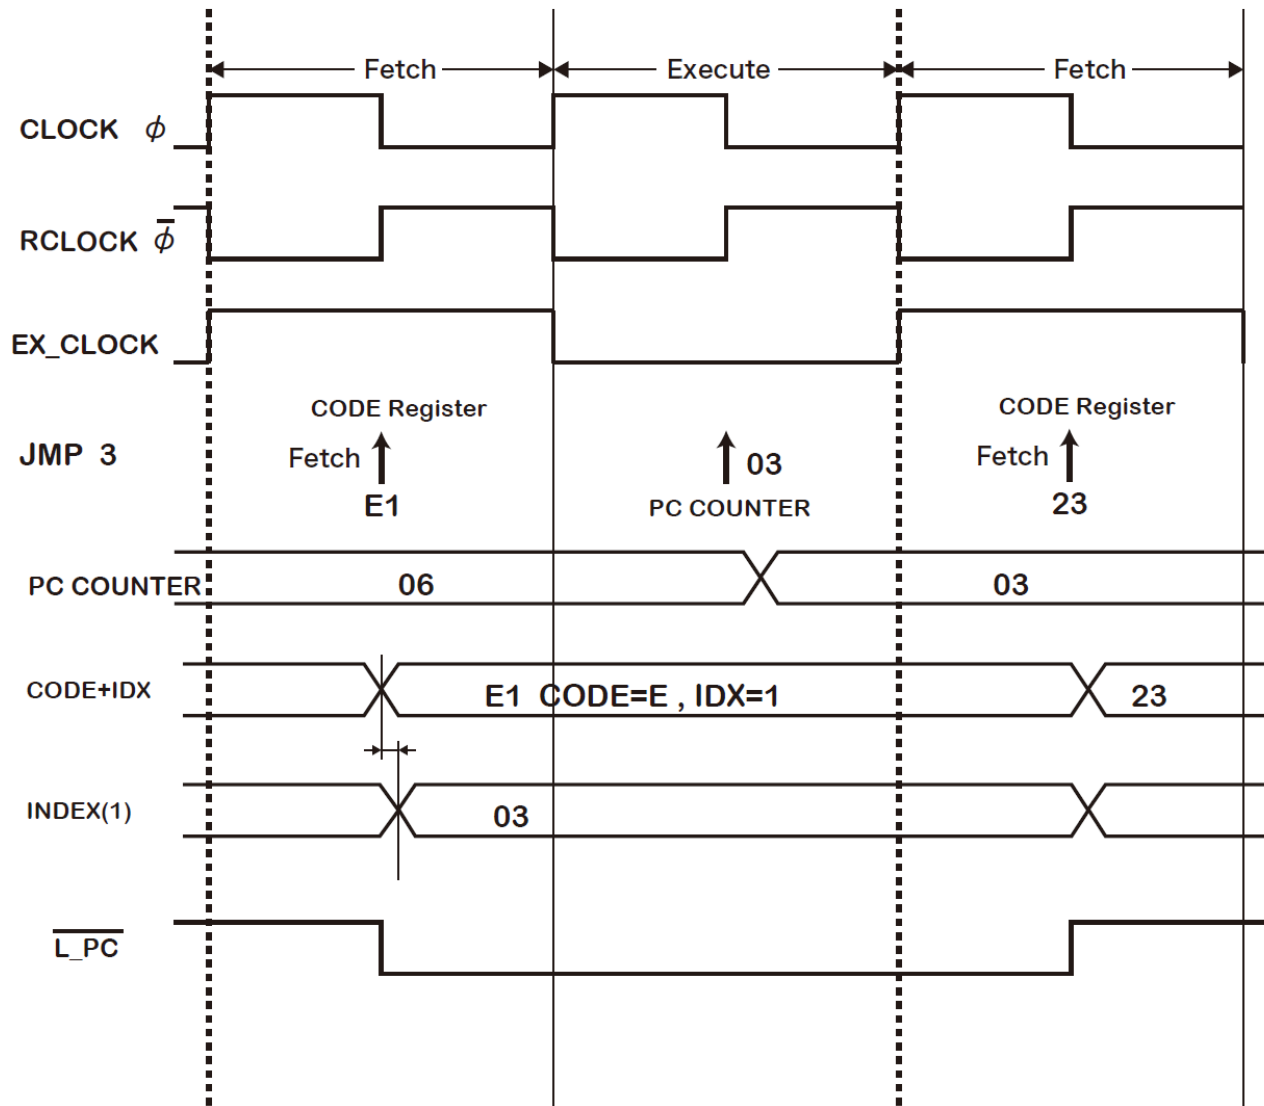 Fetch Execute Fetch
CLOCK ϕ
RCLOCK ϕ̅
EX_CLOCK
CODE Register CODE Register
JMP 3 Fetch 03 Fetch
E1 PC COUNTER 23
PC COUNTER 06 03
CODE+IDX E1 CODE=E , IDX=1 23
INDEX(1) 03
L̅_̅P̅C̅